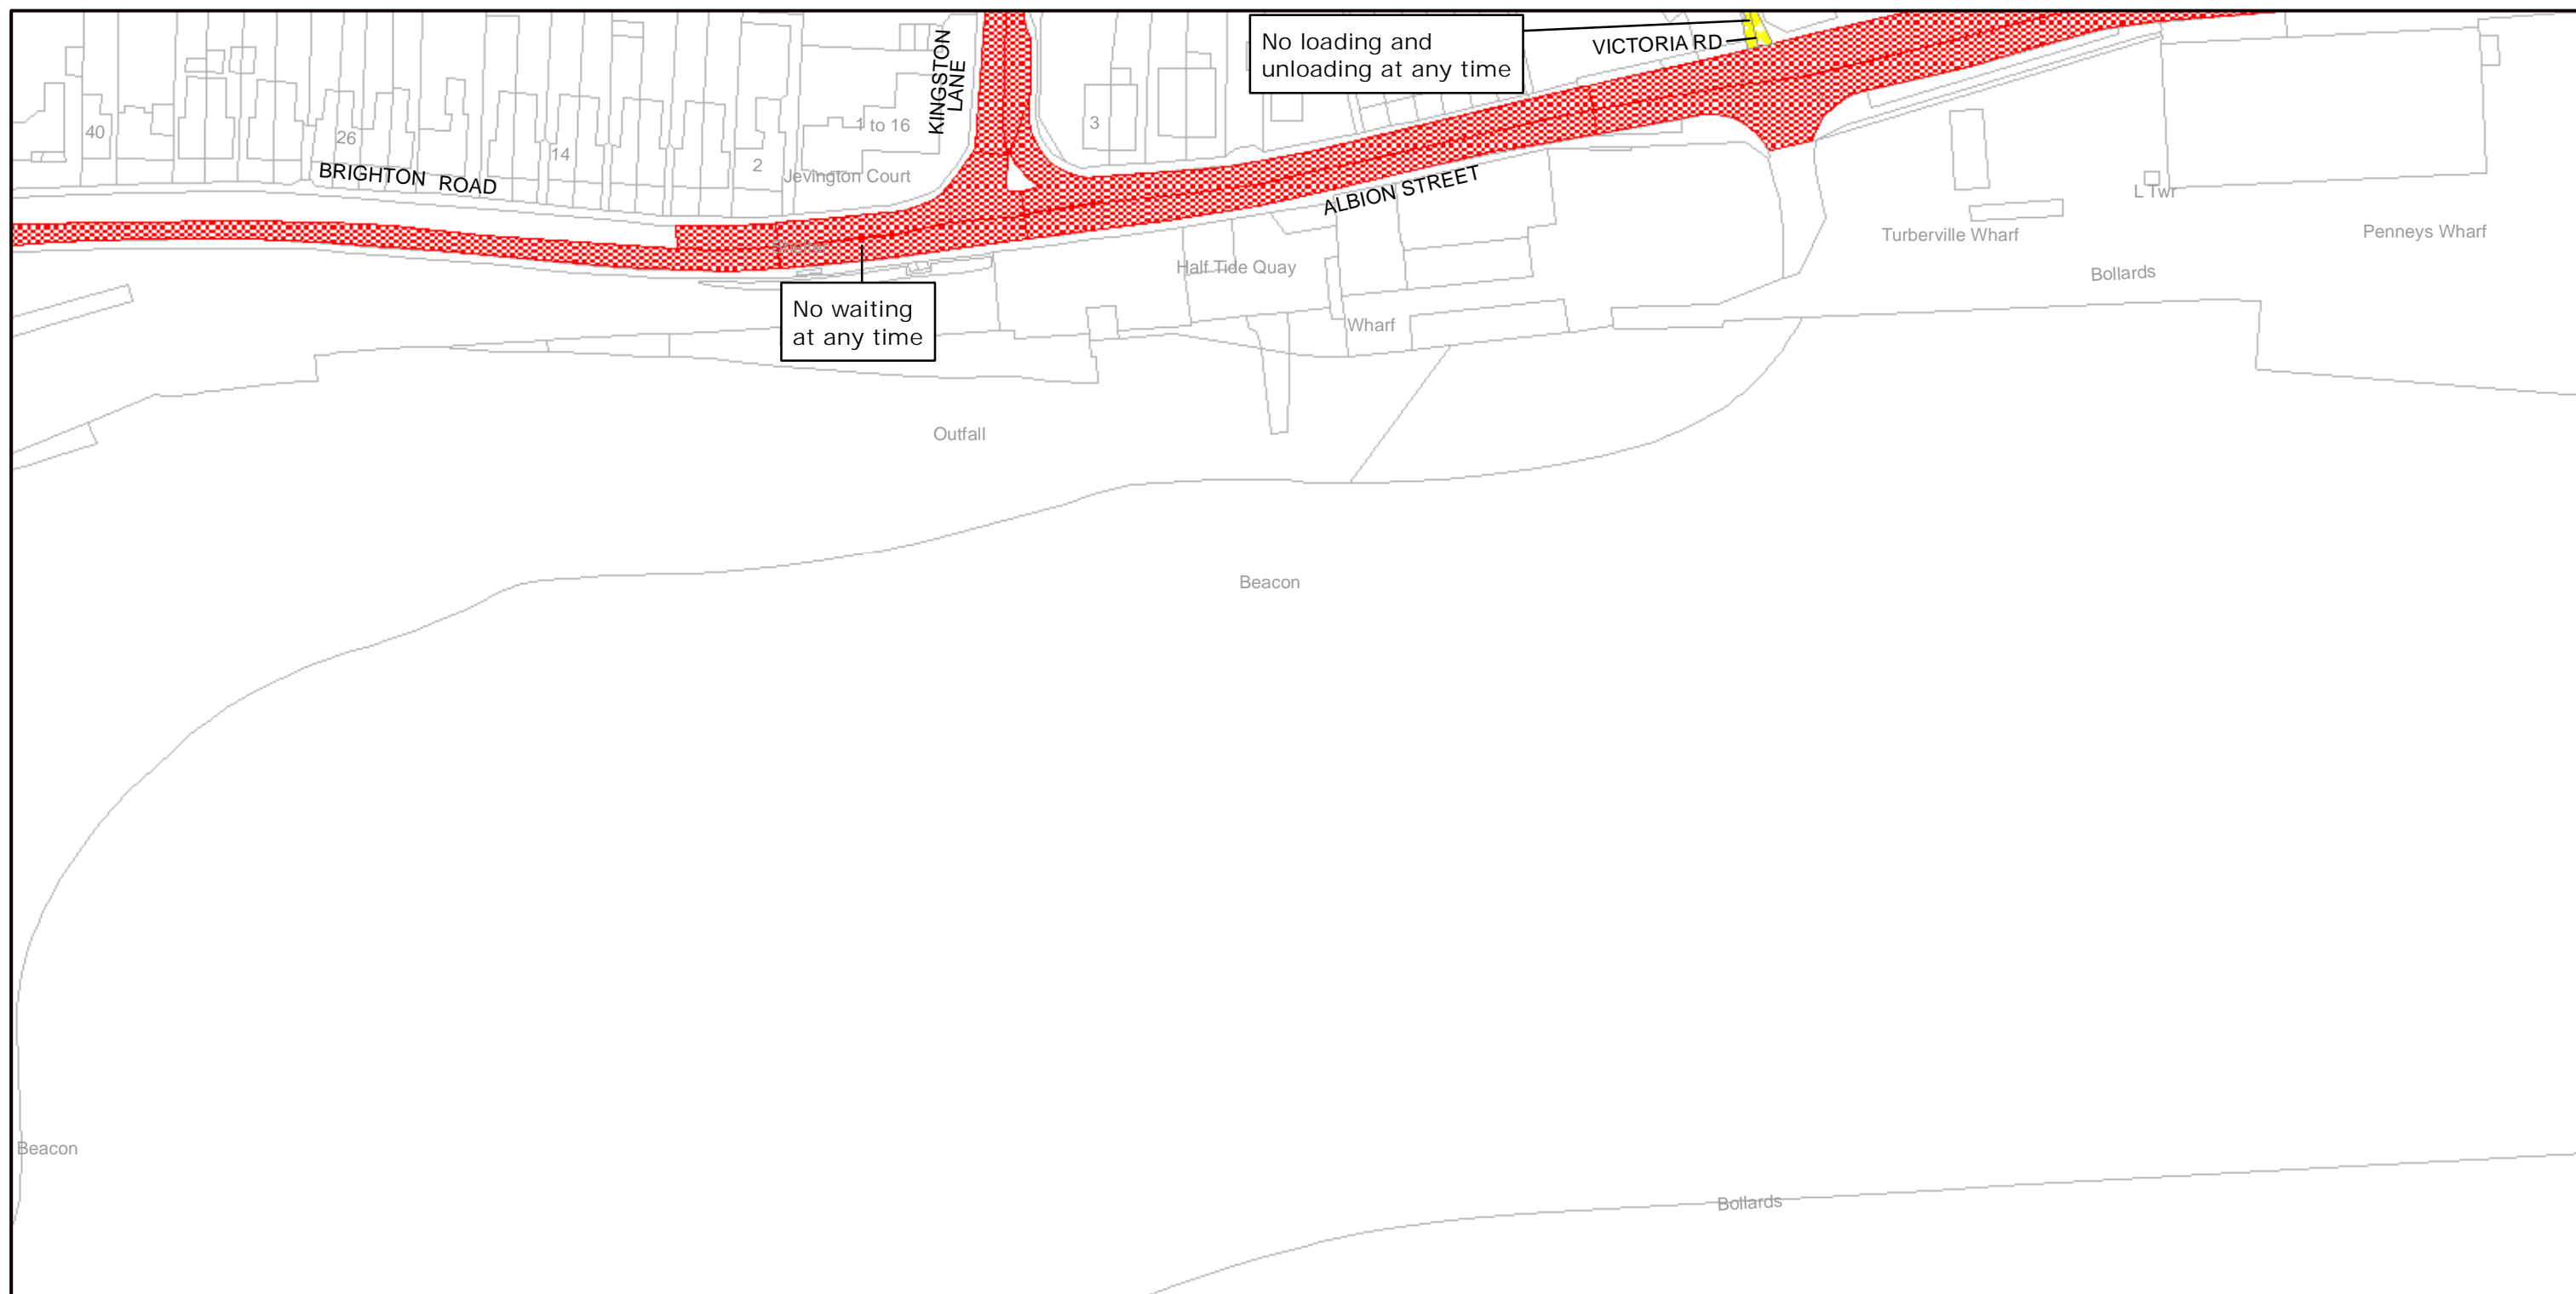 No loading and
unloading at any time
VICTORIA RD
KINGSTON
LANE
40
26
14
2
1 to 16
3
BRIGHTON ROAD
Jevington Court
ALBION STREET
L Twr
Turberville Wharf
Penneys Wharf
Shelter
Half Tide Quay
Bollards
No waiting
at any time
Wharf
Outfall
Beacon
Beacon
Bollards